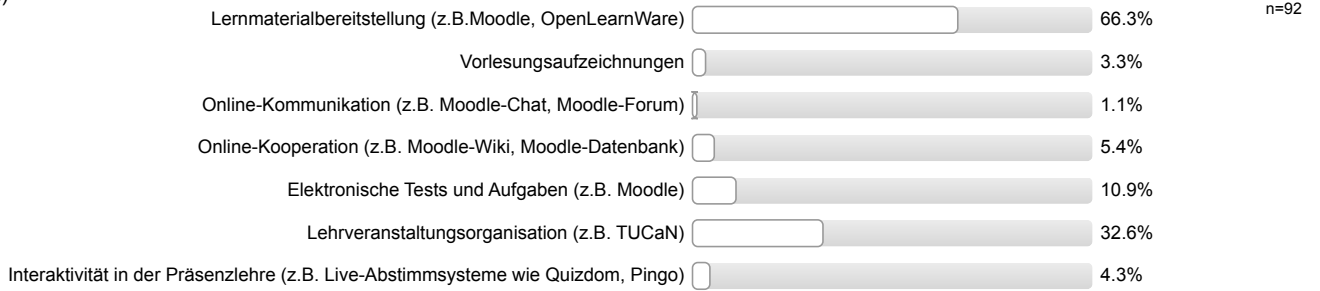 )
Lernmaterialbereitstellung (z.B.Moodle, OpenLearnWare) 66.3% n=92
Vorlesungsaufzeichnungen 3.3%
Online-Kommunikation (z.B. Moodle-Chat, Moodle-Forum) 1.1%
Online-Kooperation (z.B. Moodle-Wiki, Moodle-Datenbank) 5.4%
Elektronische Tests und Aufgaben (z.B. Moodle) 10.9%
Lehrveranstaltungsorganisation (z.B. TUCaN) 32.6%
Interaktivität in der Präsenzlehre (z.B. Live-Abstimmsysteme wie Quizdom, Pingo) 4.3%